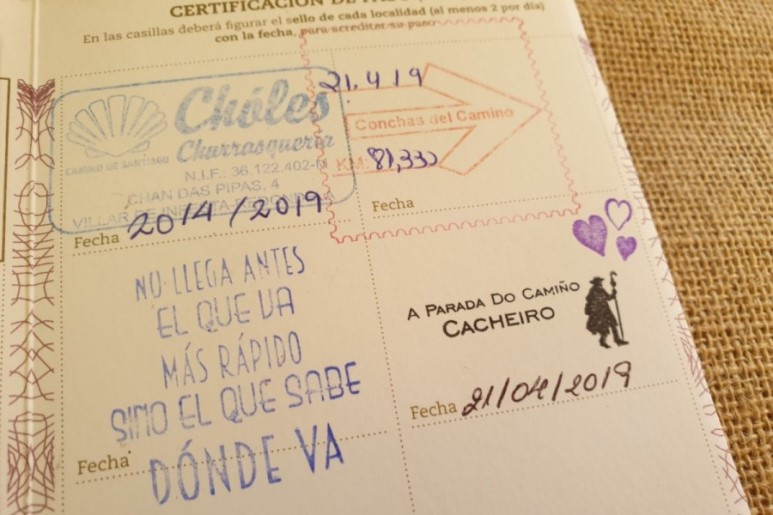 CERTIFICACIÓN DE
En las casillas deberá figurar el sello de cada localidad (al menos 2 por día)
con la fecha, para acreditar su paso
Chóles
Churrasquería
CAMINO DE SANTIAGO
N.I.F.: 36.122.402-M
CHAN DAS PIPAS, 4
Fecha 2014/2019
21.4 19
Conchas del Camino
KM. 81,330
Fecha
NO LLEGA ANTES
EL QUE VA
MÁS RÁPIDO
SINO EL QUE SABE
DÓNDE VA
Fecha
A PARADA DO CAMIÑO
CACHEIRO
Fecha 21/04/2019